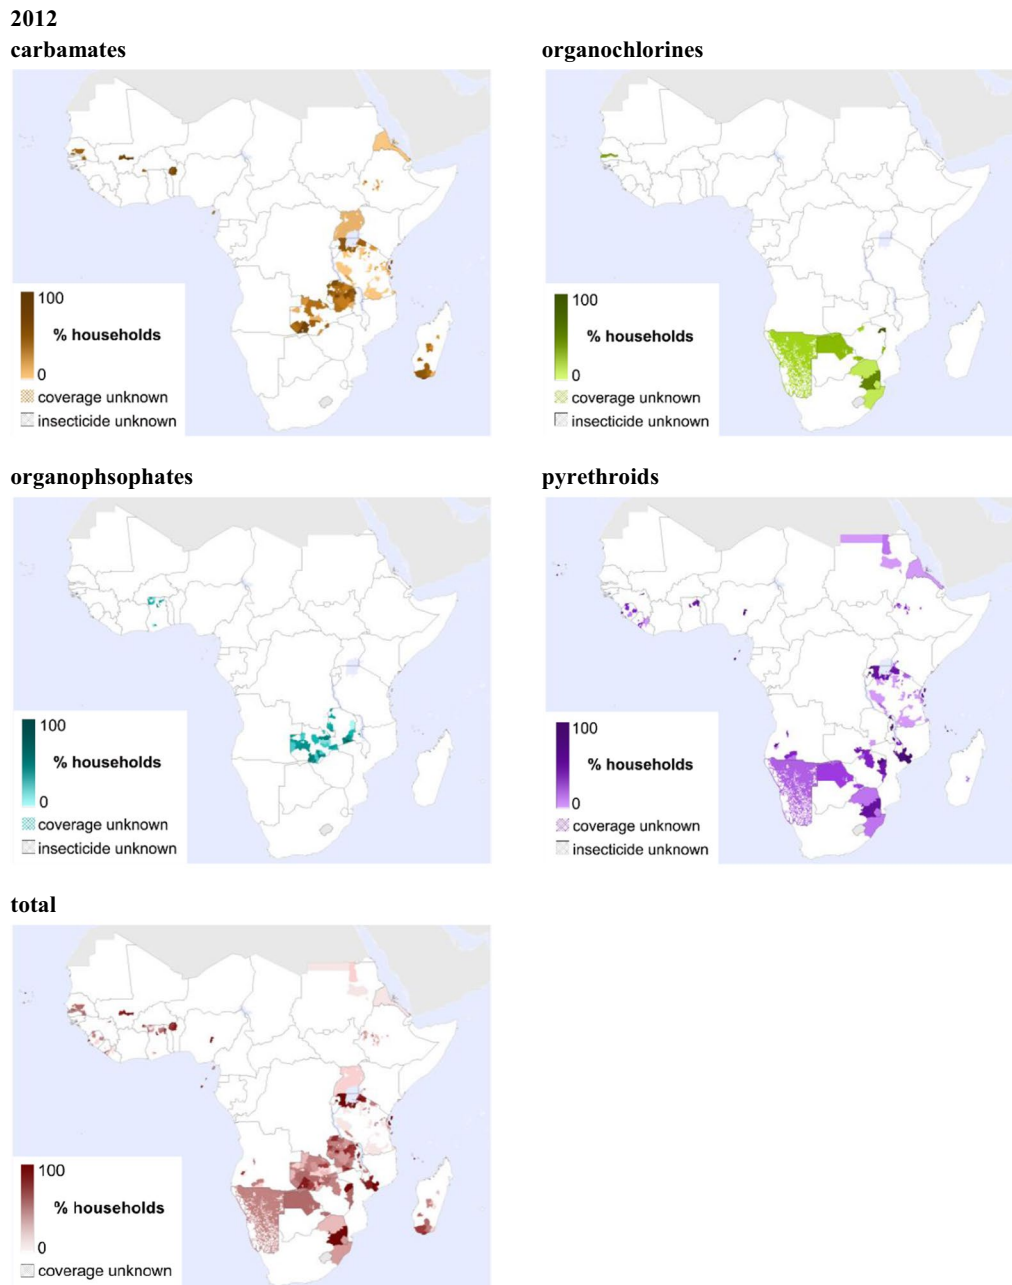 2012
carbamates
organochlorines
100
% households
0
coverage unknown
insecticide unknown
100
% households
0
coverage unknown
insecticide unknown
organophsophates
pyrethroids
100
% households
0
coverage unknown
insecticide unknown
100
% households
0
coverage unknown
insecticide unknown
total
100
% households
0
coverage unknown